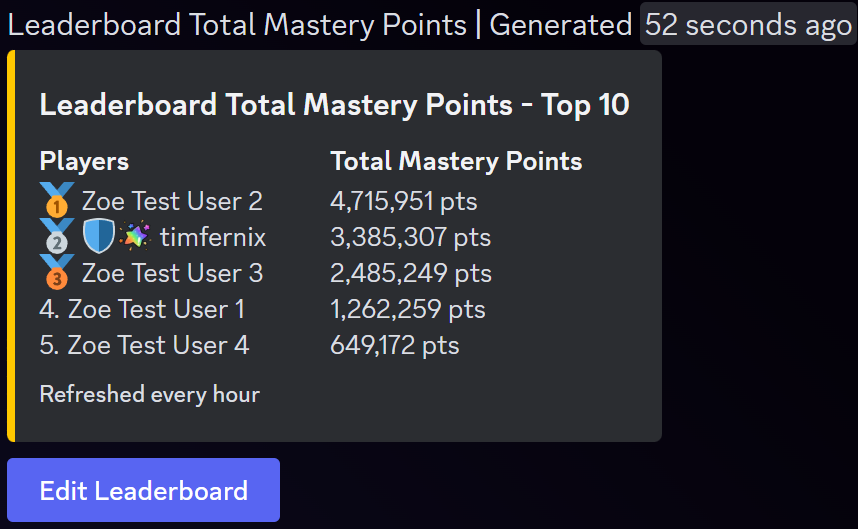 Leaderboard Total Mastery Points | Generated 52 seconds ago
Leaderboard Total Mastery Points - Top 10
Players Total Mastery Points
1 Zoe Test User 2 4,715,951 pts
2 timfernix 3,385,307 pts
3 Zoe Test User 3 2,485,249 pts
4. Zoe Test User 1 1,262,259 pts
5. Zoe Test User 4 649,172 pts
Refreshed every hour
Edit Leaderboard